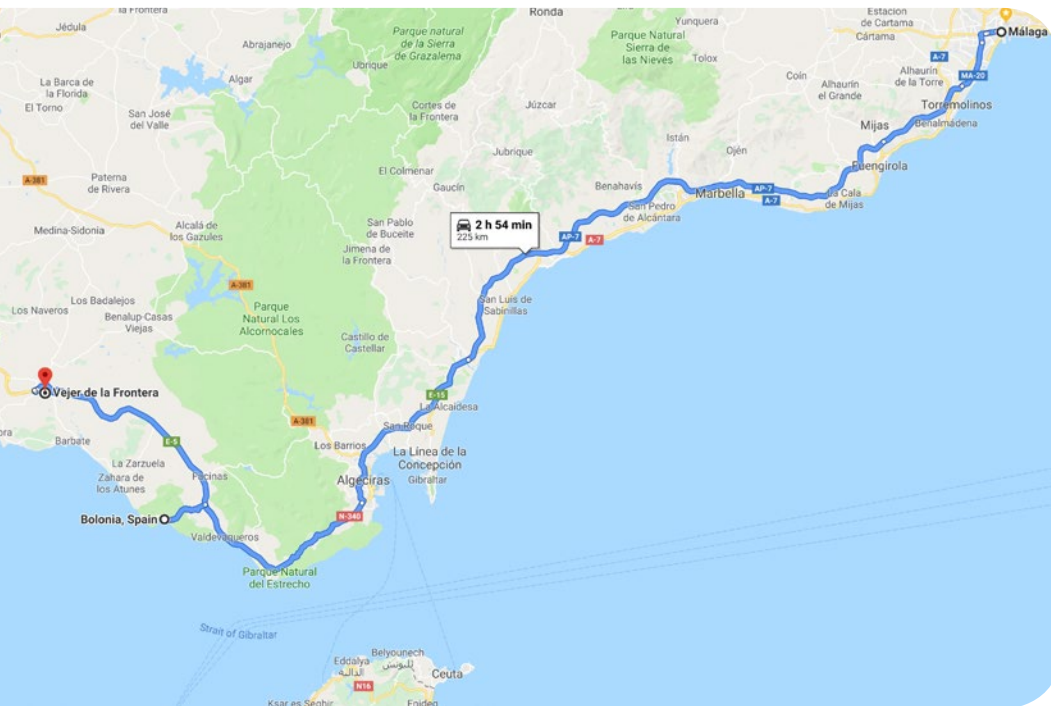 la Frontera
Ronda
Estacion
de Cartama
Jédula
Yunquera
Parque natural
de la Sierra
de Grazalema
Parque Natural
Sierra de
las Nieves
Málaga
Cártama
Abrajanejo
Ubrique
Tolox
A-7
Coín
Alhaurín
de la Torre
MA-20
La Barca de
la Florida
Algar
Alhaurín
el Grande
El Torno
Cortes de
la Frontera
Júzcar
Torremolinos
San José
del Valle
Mijas
Benalmádena
Istán
Jubrique
Ojén
El Colmenar
Fuengirola
A-381
Paterna
de Rivera
Gaucín
Benahavís
Marbella
AP-7
A-7
La Cala
de Mijas
San Pedro
de Alcántara
Alcalá de
los Gazules
San Pablo
de Buceite
2 h 54 min
225 km
Medina-Sidonia
AP-7
A-7
Jimena de
la Frontera
A-381
Los Badalejos
San Luis de
Sabinillas
Los Naveros
Benalup-Casas
Viejas
Parque
Natural Los
Alcornocales
Castillo de
Castellar
Vejer de la Frontera
E-15
La Alcaidesa
A-381
San Roque
Barbate
E-5
Los Barrios
La Línea de la
Concepción
La Zarzuela
Zahara de
los Atunes
Facinas
Algeciras
Gibraltar
Bolonia, Spain
N-340
Valdevaqueros
Parque Natural
del Estrecho
Strait of Gibraltar
Belyounech
بليونش
Eddalya
الدالية
Ceuta
N16
Ksar es Seghir
Fnideq